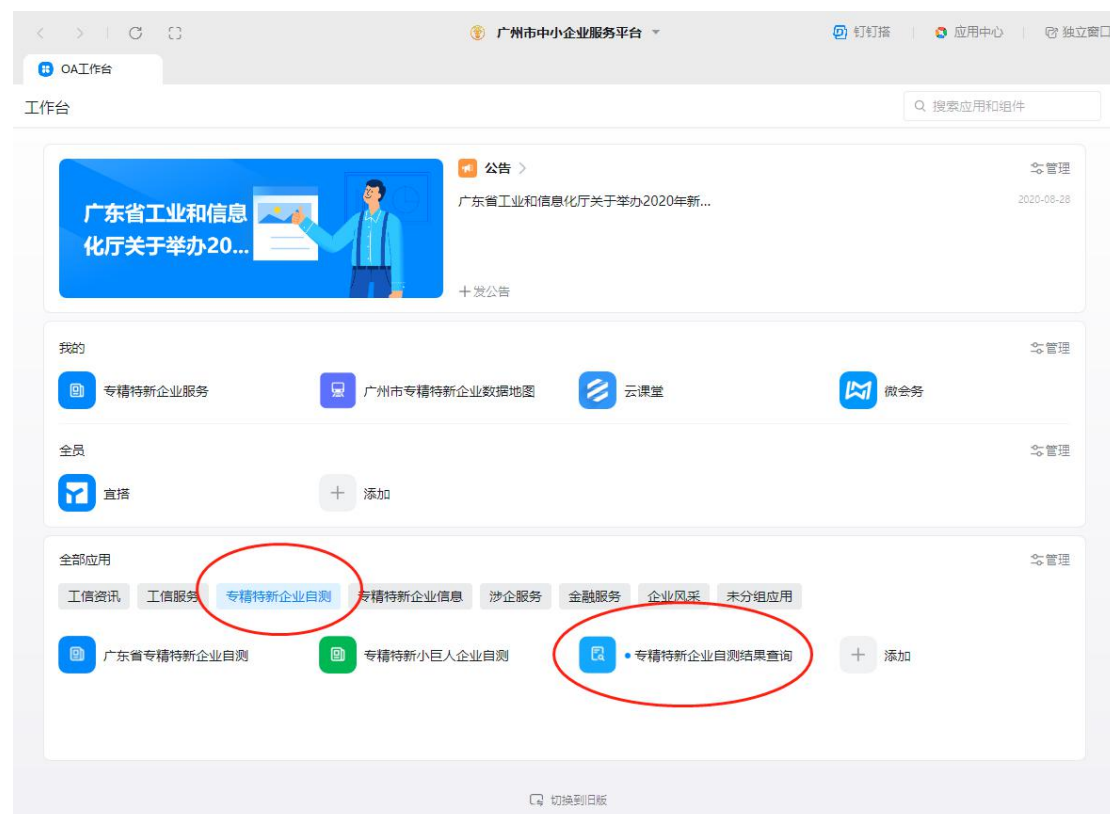 广州市中小企业服务平台
钉钉搭 应用中心 独立窗口
OA工作台
工作台
搜索应用和组件
广东省工业和信息
化厅关于举办20...
公告
管理
广东省工业和信息化厅关于举办2020年新...
2020-08-28
十发公告
我的
管理
专精特新企业服务
广州市专精特新企业数据地图
云课堂
微会务
全员
管理
宜搭
添加
全部应用
管理
工信资讯 工信服务 专精特新企业自测 专精特新企业信息 涉企服务 金融服务 企业风采 未分组应用
广东省专精特新企业自测
专精特新小巨人企业自测
专精特新企业自测结果查询
添加
切换到旧版